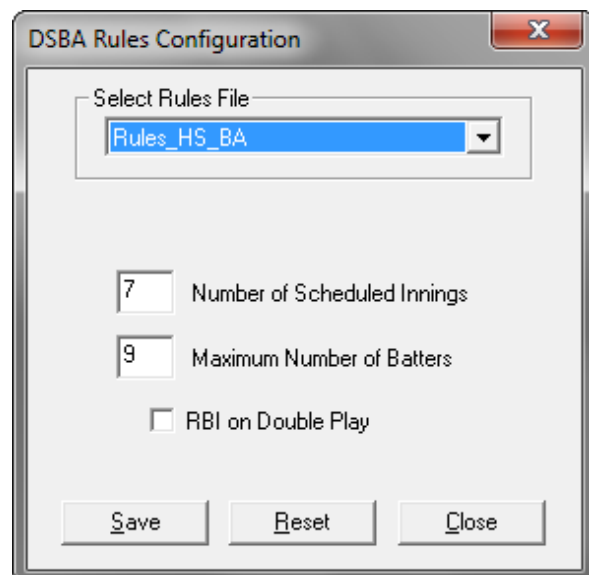 DSBA Rules Configuration
Select Rules File
Rules_HS_BA
7 Number of Scheduled Innings
9 Maximum Number of Batters
RBI on Double Play
Save Reset Close